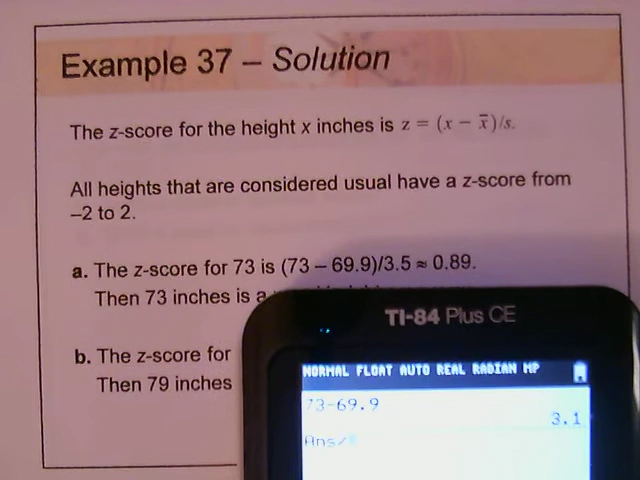 Example 37 – Solution
The z-score for the height x inches is z = (x − x̄)/s.
All heights that are considered usual have a z-score from
–2 to 2.
a. The z-score for 73 is (73 – 69.9)/3.5 ≈ 0.89.
Then 73 inches is a
b. The z-score for
Then 79 inches
TI-84 Plus CE
NORMAL FLOAT AUTO REAL RADIAN MP
73-69.9
3.1
Ans/